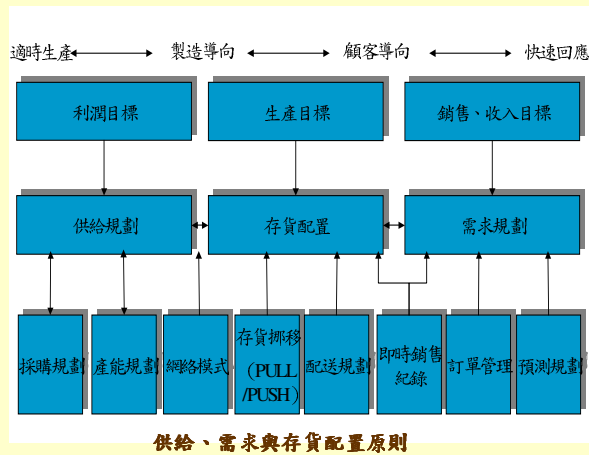 適時生產 製造導向 顧客導向 快速回應
利潤目標 生產目標 銷售、收入目標
供給規劃 存貨配置 需求規劃
採購規劃
產能規劃
網絡模式
存貨挪移
(PULL
/PUSH)
配送規劃
即時銷售
紀錄
訂單管理
預測規劃
供給、需求與存貨配置原則